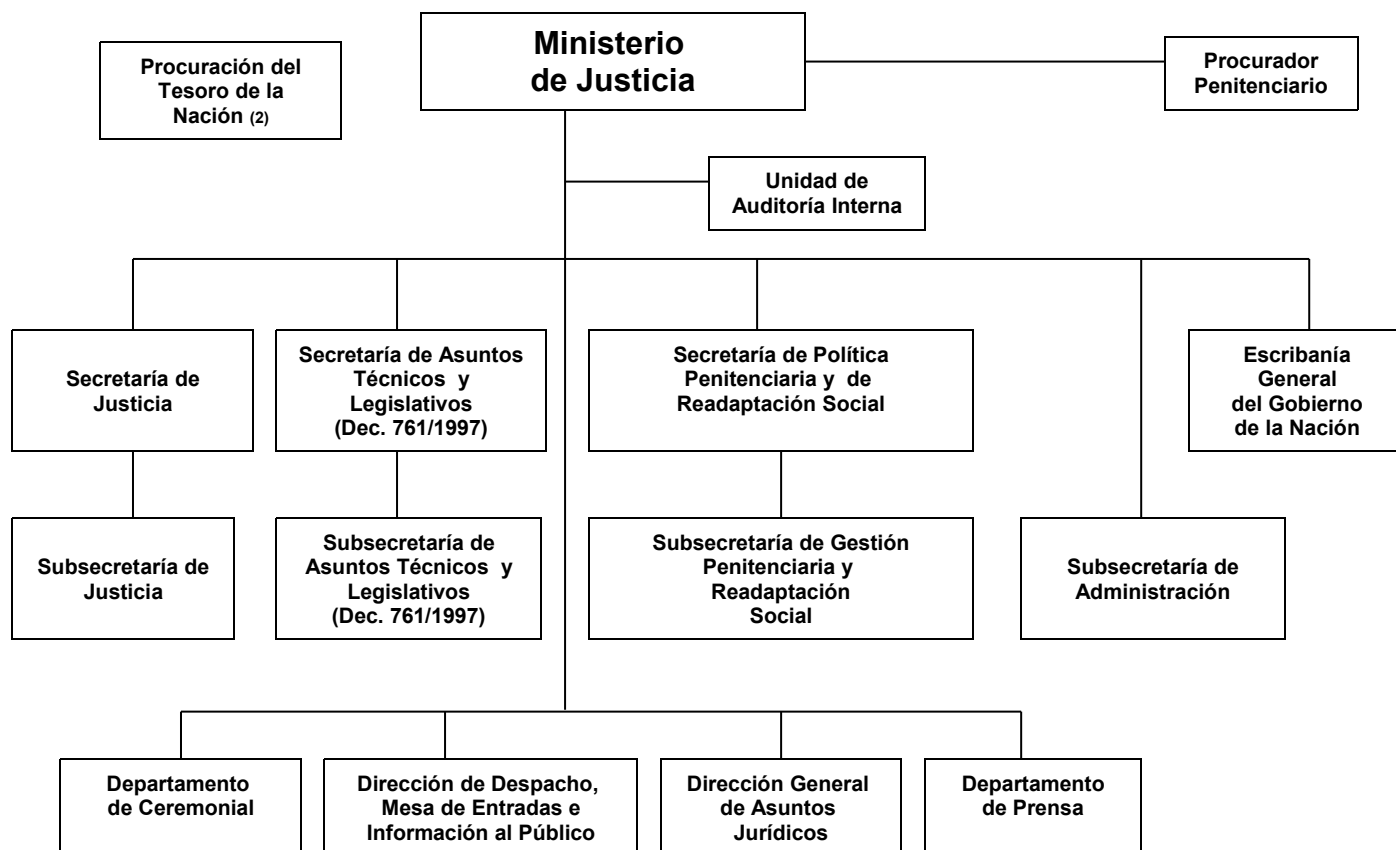 Ministerio
de Justicia
Procuración del
Tesoro de la
Nación (2)
Procurador
Penitenciario
Unidad de
Auditoría Interna
Secretaría de
Justicia
Secretaría de Asuntos
Técnicos y
Legislativos
(Dec. 761/1997)
Secretaría de Política
Penitenciaria y de
Readaptación Social
Escribanía
General
del Gobierno
de la Nación
Subsecretaría de
Justicia
Subsecretaría de
Asuntos Técnicos y
Legislativos
(Dec. 761/1997)
Subsecretaría de Gestión
Penitenciaria y
Readaptación
Social
Subsecretaría de
Administración
Departamento
de Ceremonial
Dirección de Despacho,
Mesa de Entradas e
Información al Público
Dirección General
de Asuntos
Jurídicos
Departamento
de Prensa